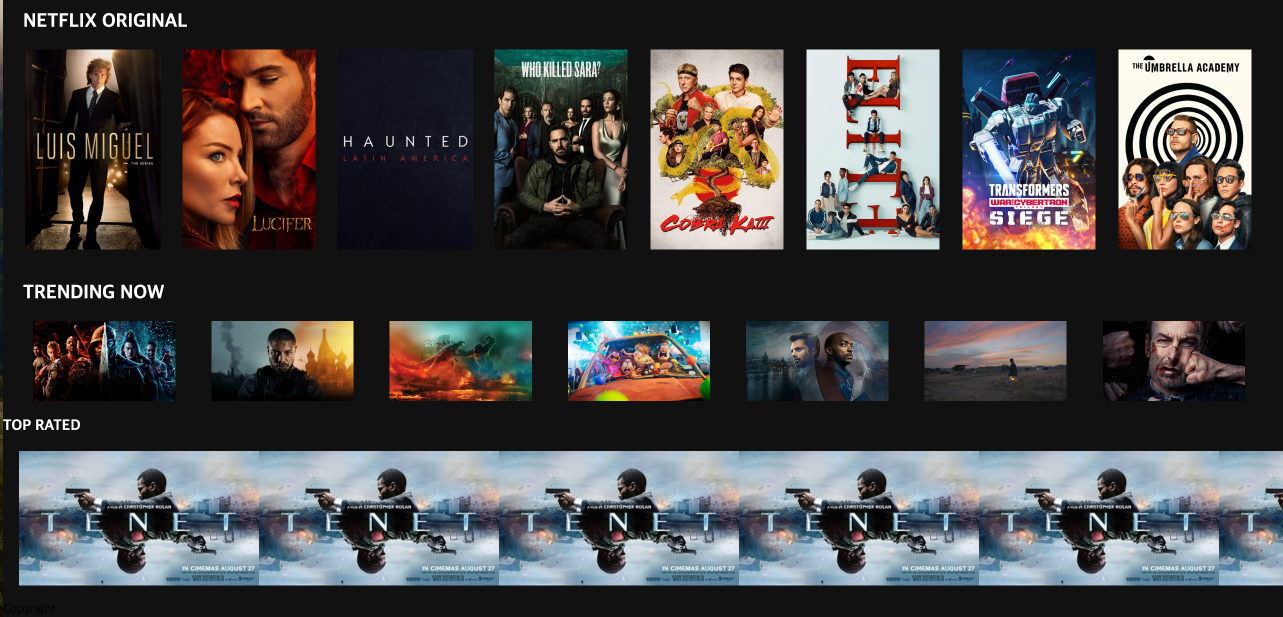 NETFLIX ORIGINAL
LUIS MIGUEL
THE SERIES
LUCIFER
HAUNTED
LATIN AMERICA
WHO KILLED SARA?
COBRA KAI
ELITE
TRANSFORMERS
WAR FOR CYBERTRON
SIEGE
THE UMBRELLA ACADEMY
TRENDING NOW
TOP RATED
A FILM BY CHRISTOPHER NOLAN
TENET
IN CINEMAS AUGUST 27
A FILM BY CHRISTOPHER NOLAN
TENET
IN CINEMAS AUGUST 27
A FILM BY CHRISTOPHER NOLAN
TENET
IN CINEMAS AUGUST 27
A FILM BY CHRISTOPHER NOLAN
TENET
IN CINEMAS AUGUST 27
A FILM BY CHRISTOPHER NOLAN
TENET
IN CINEMAS AUGUST 27
T
Copyright